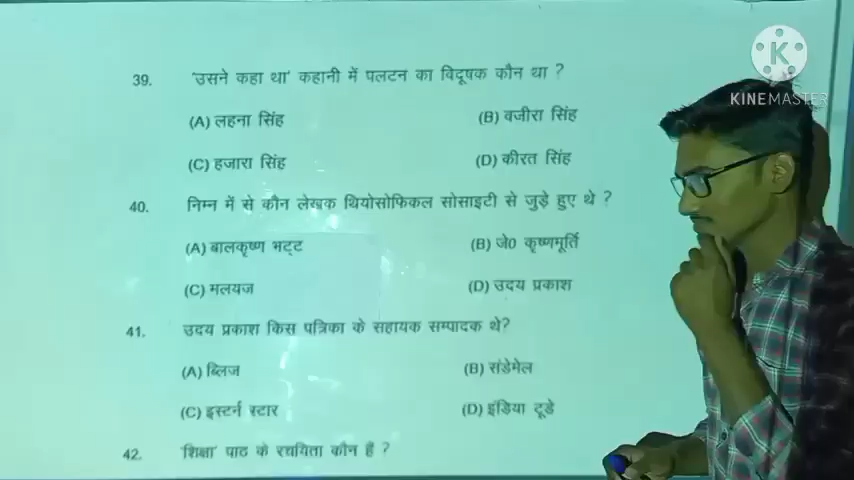 KINEMASTER
39. 'उसने कहा था' कहानी में पलटन का विदूषक कौन था ?
(A) लहना सिंह (B) वजीरा सिंह
(C) हजारा सिंह (D) कीरत सिंह
40. निम्न में से कौन लेखक थियोसोफिकल सोसाइटी से जुड़े हुए थे ?
(A) बालकृष्ण भट्ट (B) जे0 कृष्णमूर्ति
(C) मलयज (D) उदय प्रकाश
41. उदय प्रकाश किस पत्रिका के सहायक सम्पादक थे?
(A) ब्लिज (B) संडेमेल
(C) इस्टर्न स्टार (D) इंडिया टूडे
42. 'शिक्षा' पाठ के रचयिता कौन हैं ?